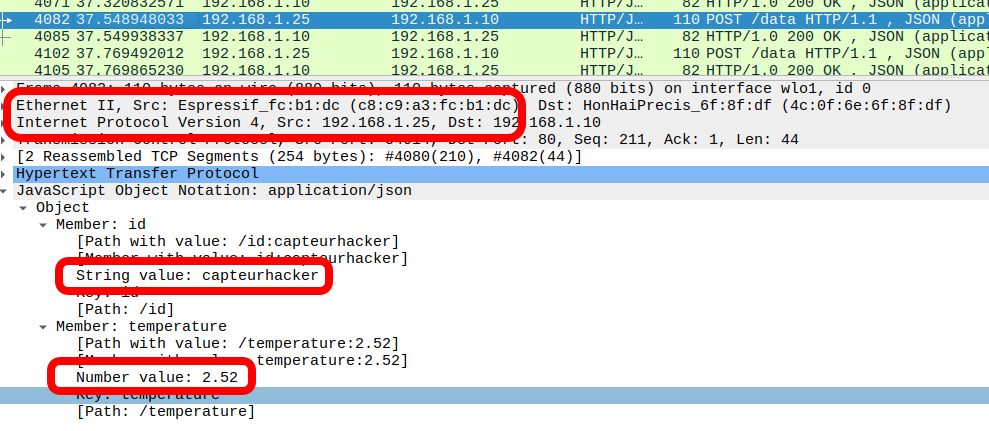 4071 37.320832571 192.168.1.10 192.168.1.25 HTTP/J… 82 HTTP/1.0 200 OK , JSON (applicat
4082 37.548948033 192.168.1.25 192.168.1.10 HTTP/J… 110 POST /data HTTP/1.1 , JSON (app
4085 37.549938337 192.168.1.10 192.168.1.25 HTTP/J… 82 HTTP/1.0 200 OK , JSON (applicat
4102 37.769492012 192.168.1.25 192.168.1.10 HTTP/J… 110 POST /data HTTP/1.1 , JSON (app
4105 37.769865230 192.168.1.10 192.168.1.25 HTTP/J… 82 HTTP/1.0 200 OK , JSON (applicat
Frame 4082: 110 bytes on wire (880 bits), 110 bytes captured (880 bits) on interface wlo1, id 0
Ethernet II, Src: Espressif_fc:b1:dc (c8:c9:a3:fc:b1:dc), Dst: HonHaiPrecis_6f:8f:df (4c:0f:6e:6f:8f:df)
Internet Protocol Version 4, Src: 192.168.1.25, Dst: 192.168.1.10
Port: 80, Seq: 211, Ack: 1, Len: 44
[2 Reassembled TCP Segments (254 bytes): #4080(210), #4082(44)]
Hypertext Transfer Protocol
JavaScript Object Notation: application/json
Object
Member: id
[Path with value: /id:capteurhacker]
[Member with value: id:capteurhacker]
String value: capteurhacker
Key: id
[Path: /id]
Member: temperature
[Path with value: /temperature:2.52]
[Member with value: temperature:2.52]
Number value: 2.52
Key: temperature
[Path: /temperature]